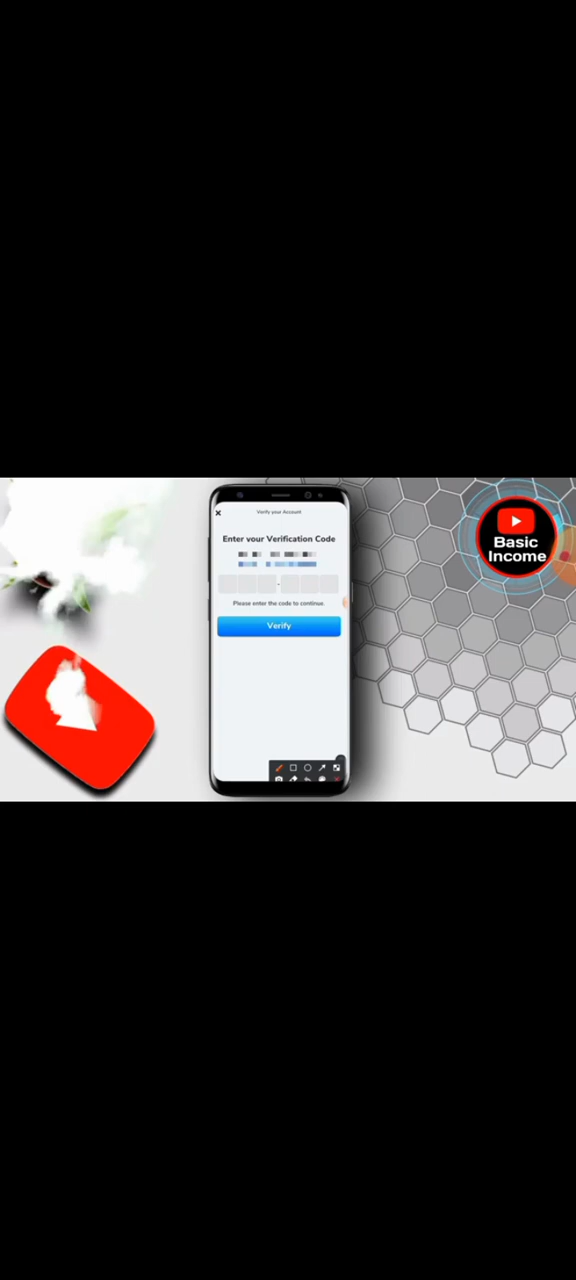 Verify your Account
Enter your Verification Code
-
Please enter the code to continue.
Verify
Basic
Income